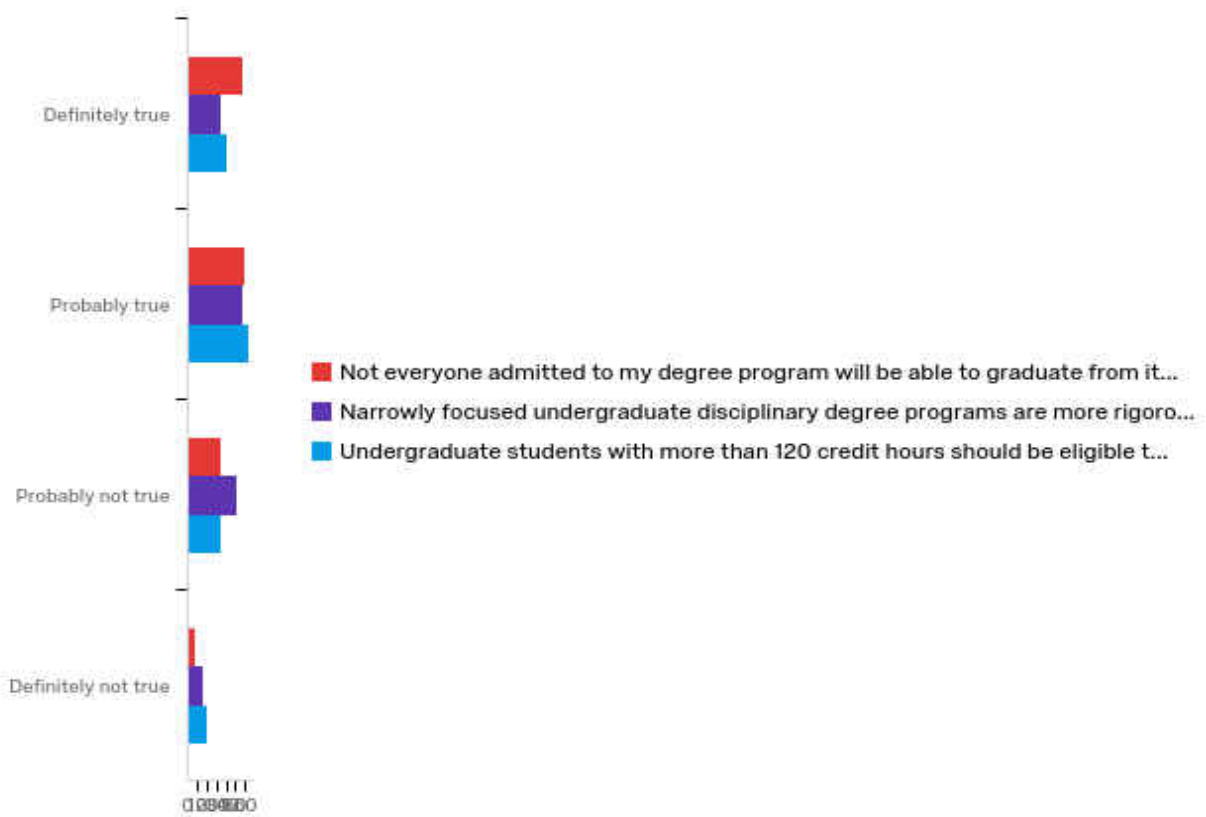 Definitely true
Probably true
Not everyone admitted to my degree program will be able to graduate from it...
Narrowly focused undergraduate disciplinary degree programs are more rigoro...
Undergraduate students with more than 120 credit hours should be eligible t...
Probably not true
Definitely not true